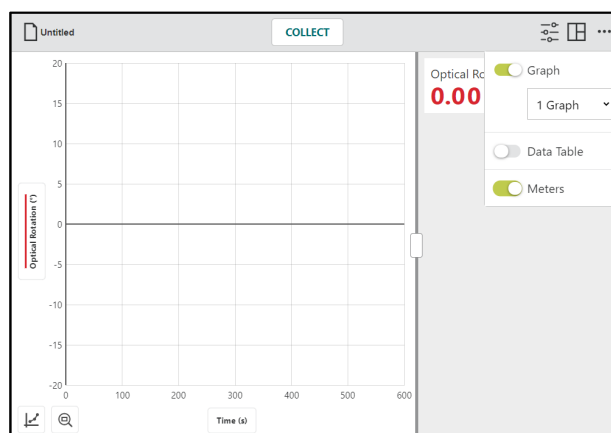 Untitled
COLLECT
•••
20
15
10
5
0
-5
-10
-15
-20
Optical Rotation (°)
0
100
200
300
400
500
600
Time (s)
Optical Ro
0.00
Graph
1 Graph
Data Table
Meters